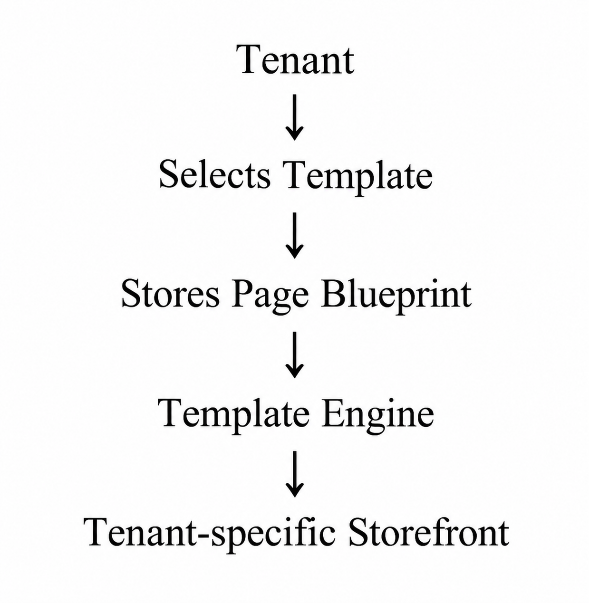 Tenant
Selects Template
Stores Page Blueprint
Template Engine
Tenant-specific Storefront